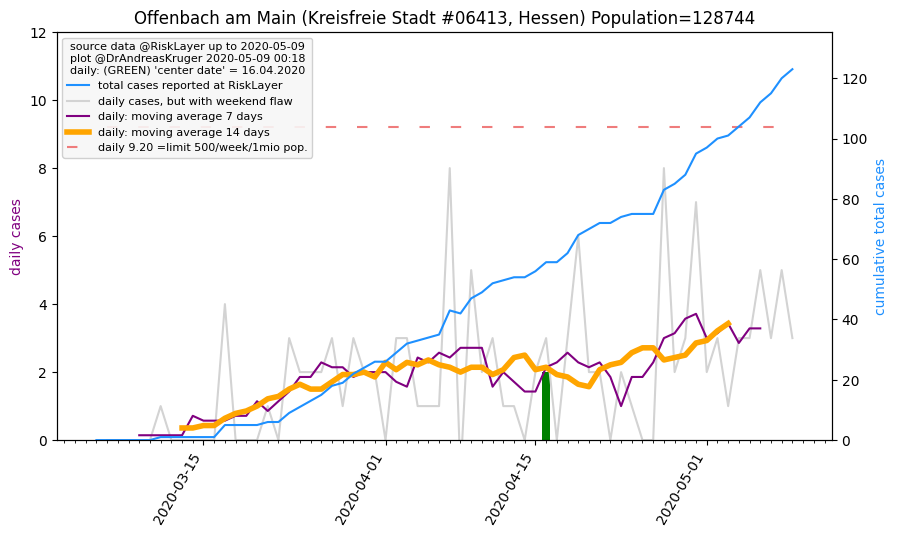 Offenbach am Main (Kreisfreie Stadt #06413, Hessen) Population=128744
source data @RiskLayer up to 2020-05-09
plot @DrAndreasKruger 2020-05-09 00:18
daily: (GREEN) 'center date' = 16.04.2020
total cases reported at RiskLayer
daily cases, but with weekend flaw
daily: moving average 7 days
daily: moving average 14 days
daily 9.20 =limit 500/week/1mio pop.
daily cases
12
10
8
6
4
2
0
cumulative total cases
120
100
80
60
40
20
0
2020-03-15
2020-04-01
2020-04-15
2020-05-01